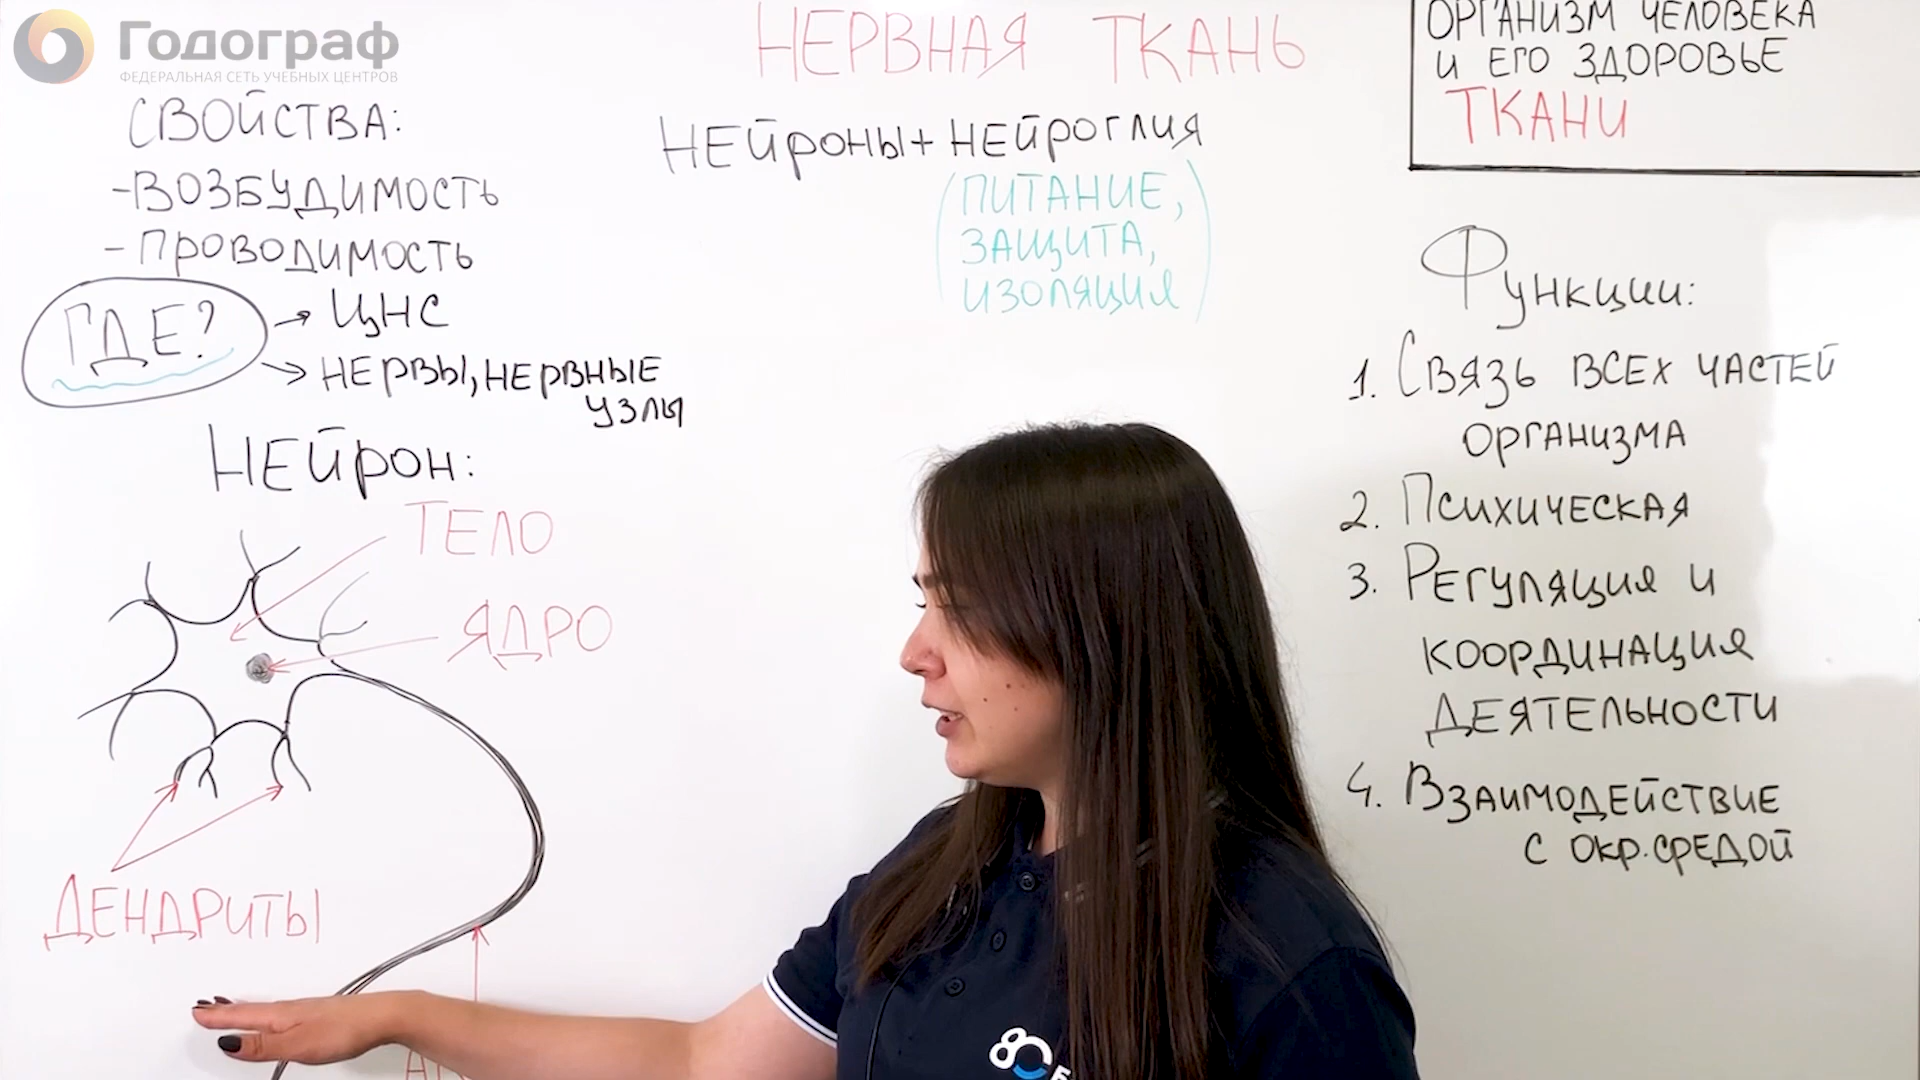 Годограф
ФЕДЕРАЛЬНАЯ СЕТЬ УЧЕБНЫХ ЦЕНТРОВ
НЕРВНАЯ ТКАНЬ
ОРГАНИЗМ ЧЕЛОВЕКА
И ЕГО ЗДОРОВЬЕ
ТКАНИ
СВОЙСТВА:
- ВОЗБУДИМОСТЬ
- ПРОВОДИМОСТЬ
ГДЕ?
→ ЦНС
→ НЕРВЫ, НЕРВНЫЕ
УЗЛЫ
НЕЙРОНЫ + НЕЙРОГЛИЯ
(ПИТАНИЕ,
ЗАЩИТА,
ИЗОЛЯЦИЯ)
НЕЙРОН:
ТЕЛО
ЯДРО
ДЕНДРИТЫ
Функции:
1. Связь всех частей
организма
2. Психическая
3. Регуляция и
координация
деятельности
4. Взаимодействие
с окр. средой